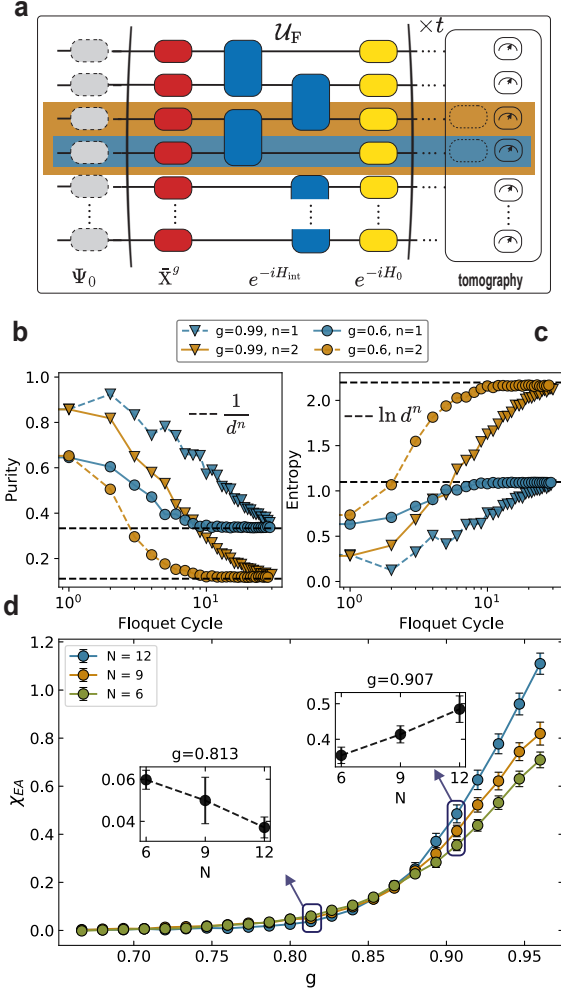 a
𝒰_F
×t
Ψ₀
X̄^g
e^{-iH_int}
e^{-iH₀}
tomography
b
c
g=0.99, n=1
g=0.6, n=1
g=0.99, n=2
g=0.6, n=2
1.0
0.8
0.6
0.4
0.2
Purity
1/dⁿ
10⁰
10¹
Floquet Cycle
2.0
1.5
1.0
0.5
0.0
Entropy
ln dⁿ
10⁰
10¹
Floquet Cycle
d
1.2
1.0
0.8
0.6
0.4
0.2
0.0
χ_EA
N = 12
N = 9
N = 6
g=0.813
0.06
0.04
6
9
12
N
g=0.907
0.5
0.4
6
9
12
N
0.70
0.75
0.80
0.85
0.90
0.95
g